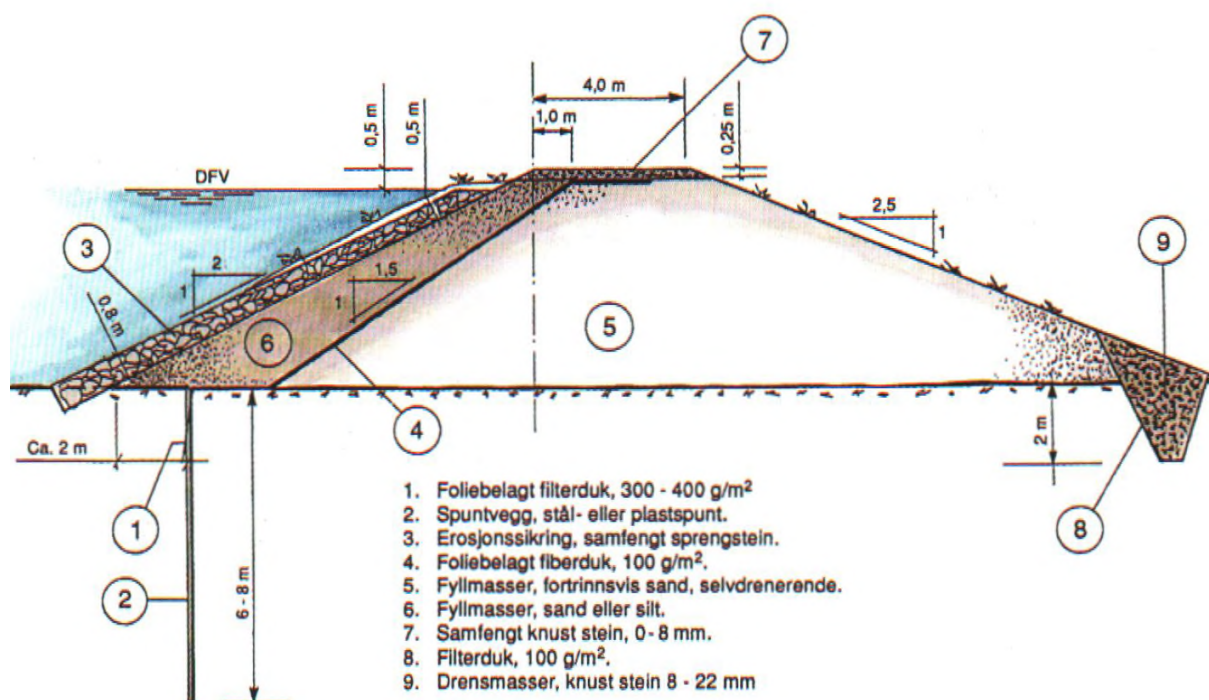 7
4,0 m
1,0 m
0,5 m
0,5 m
0,25 m
DFV
2,5
1
9
3
2
1
1,5
1
0.8 m
6
5
4
Ca. 2 m
2 m
1
8
2
6 - 8 m
1. Foliebelagt filterduk, 300 - 400 g/m²
2. Spuntvegg, stål- eller plastspunt.
3. Erosjonssikring, samfengt sprengstein.
4. Foliebelagt fiberduk, 100 g/m².
5. Fyllmasser, fortrinnsvis sand, selvdrenerende.
6. Fyllmasser, sand eller silt.
7. Samfengt knust stein, 0- 8 mm.
8. Filterduk, 100 g/m².
9. Drensmasser, knust stein 8 - 22 mm